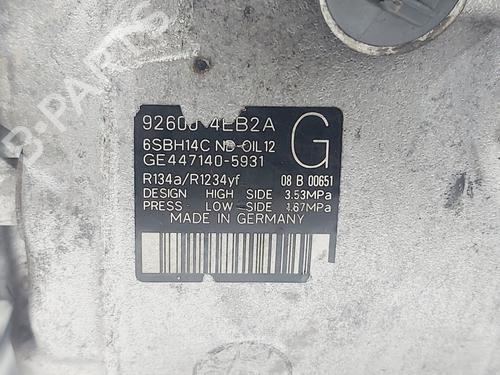 B-PARTS
92600 4EB2A
6SBH14C ND-OIL12
GE447140-5931
G
R134a/R1234yf 08 B 00651
DESIGN HIGH SIDE 3.53MPa
PRESS LOW SIDE 1.67MPa
MADE IN GERMANY